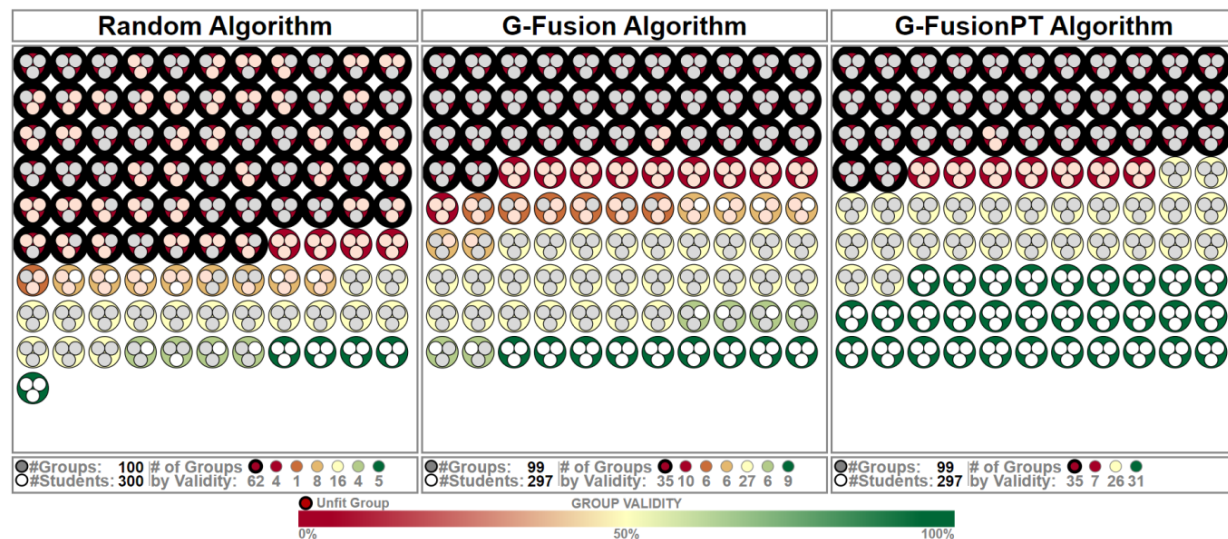 Random Algorithm
G-Fusion Algorithm
G-FusionPT Algorithm
#Groups: 100
#Students: 300
# of Groups
by Validity: 62 4 1 8 16 4 5
#Groups: 99
#Students: 297
# of Groups
by Validity: 35 10 6 6 27 6 9
#Groups: 99
#Students: 297
# of Groups
by Validity: 35 7 26 31
Unfit Group
GROUP VALIDITY
0% 50% 100%